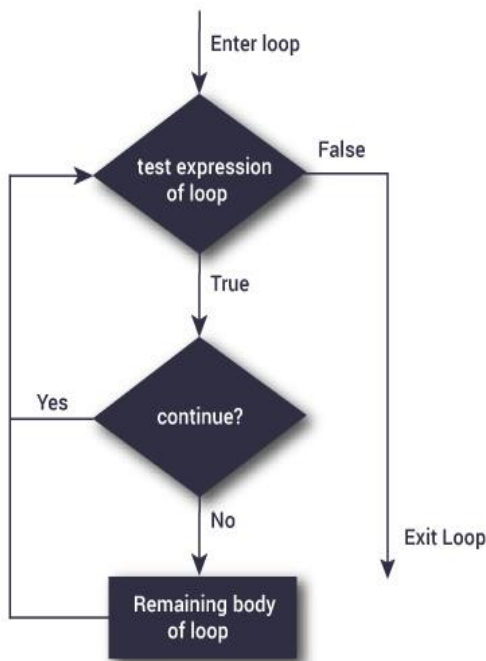 Enter loop
test expression
of loop
False
True
Yes
continue?
No
Exit Loop
Remaining body
of loop